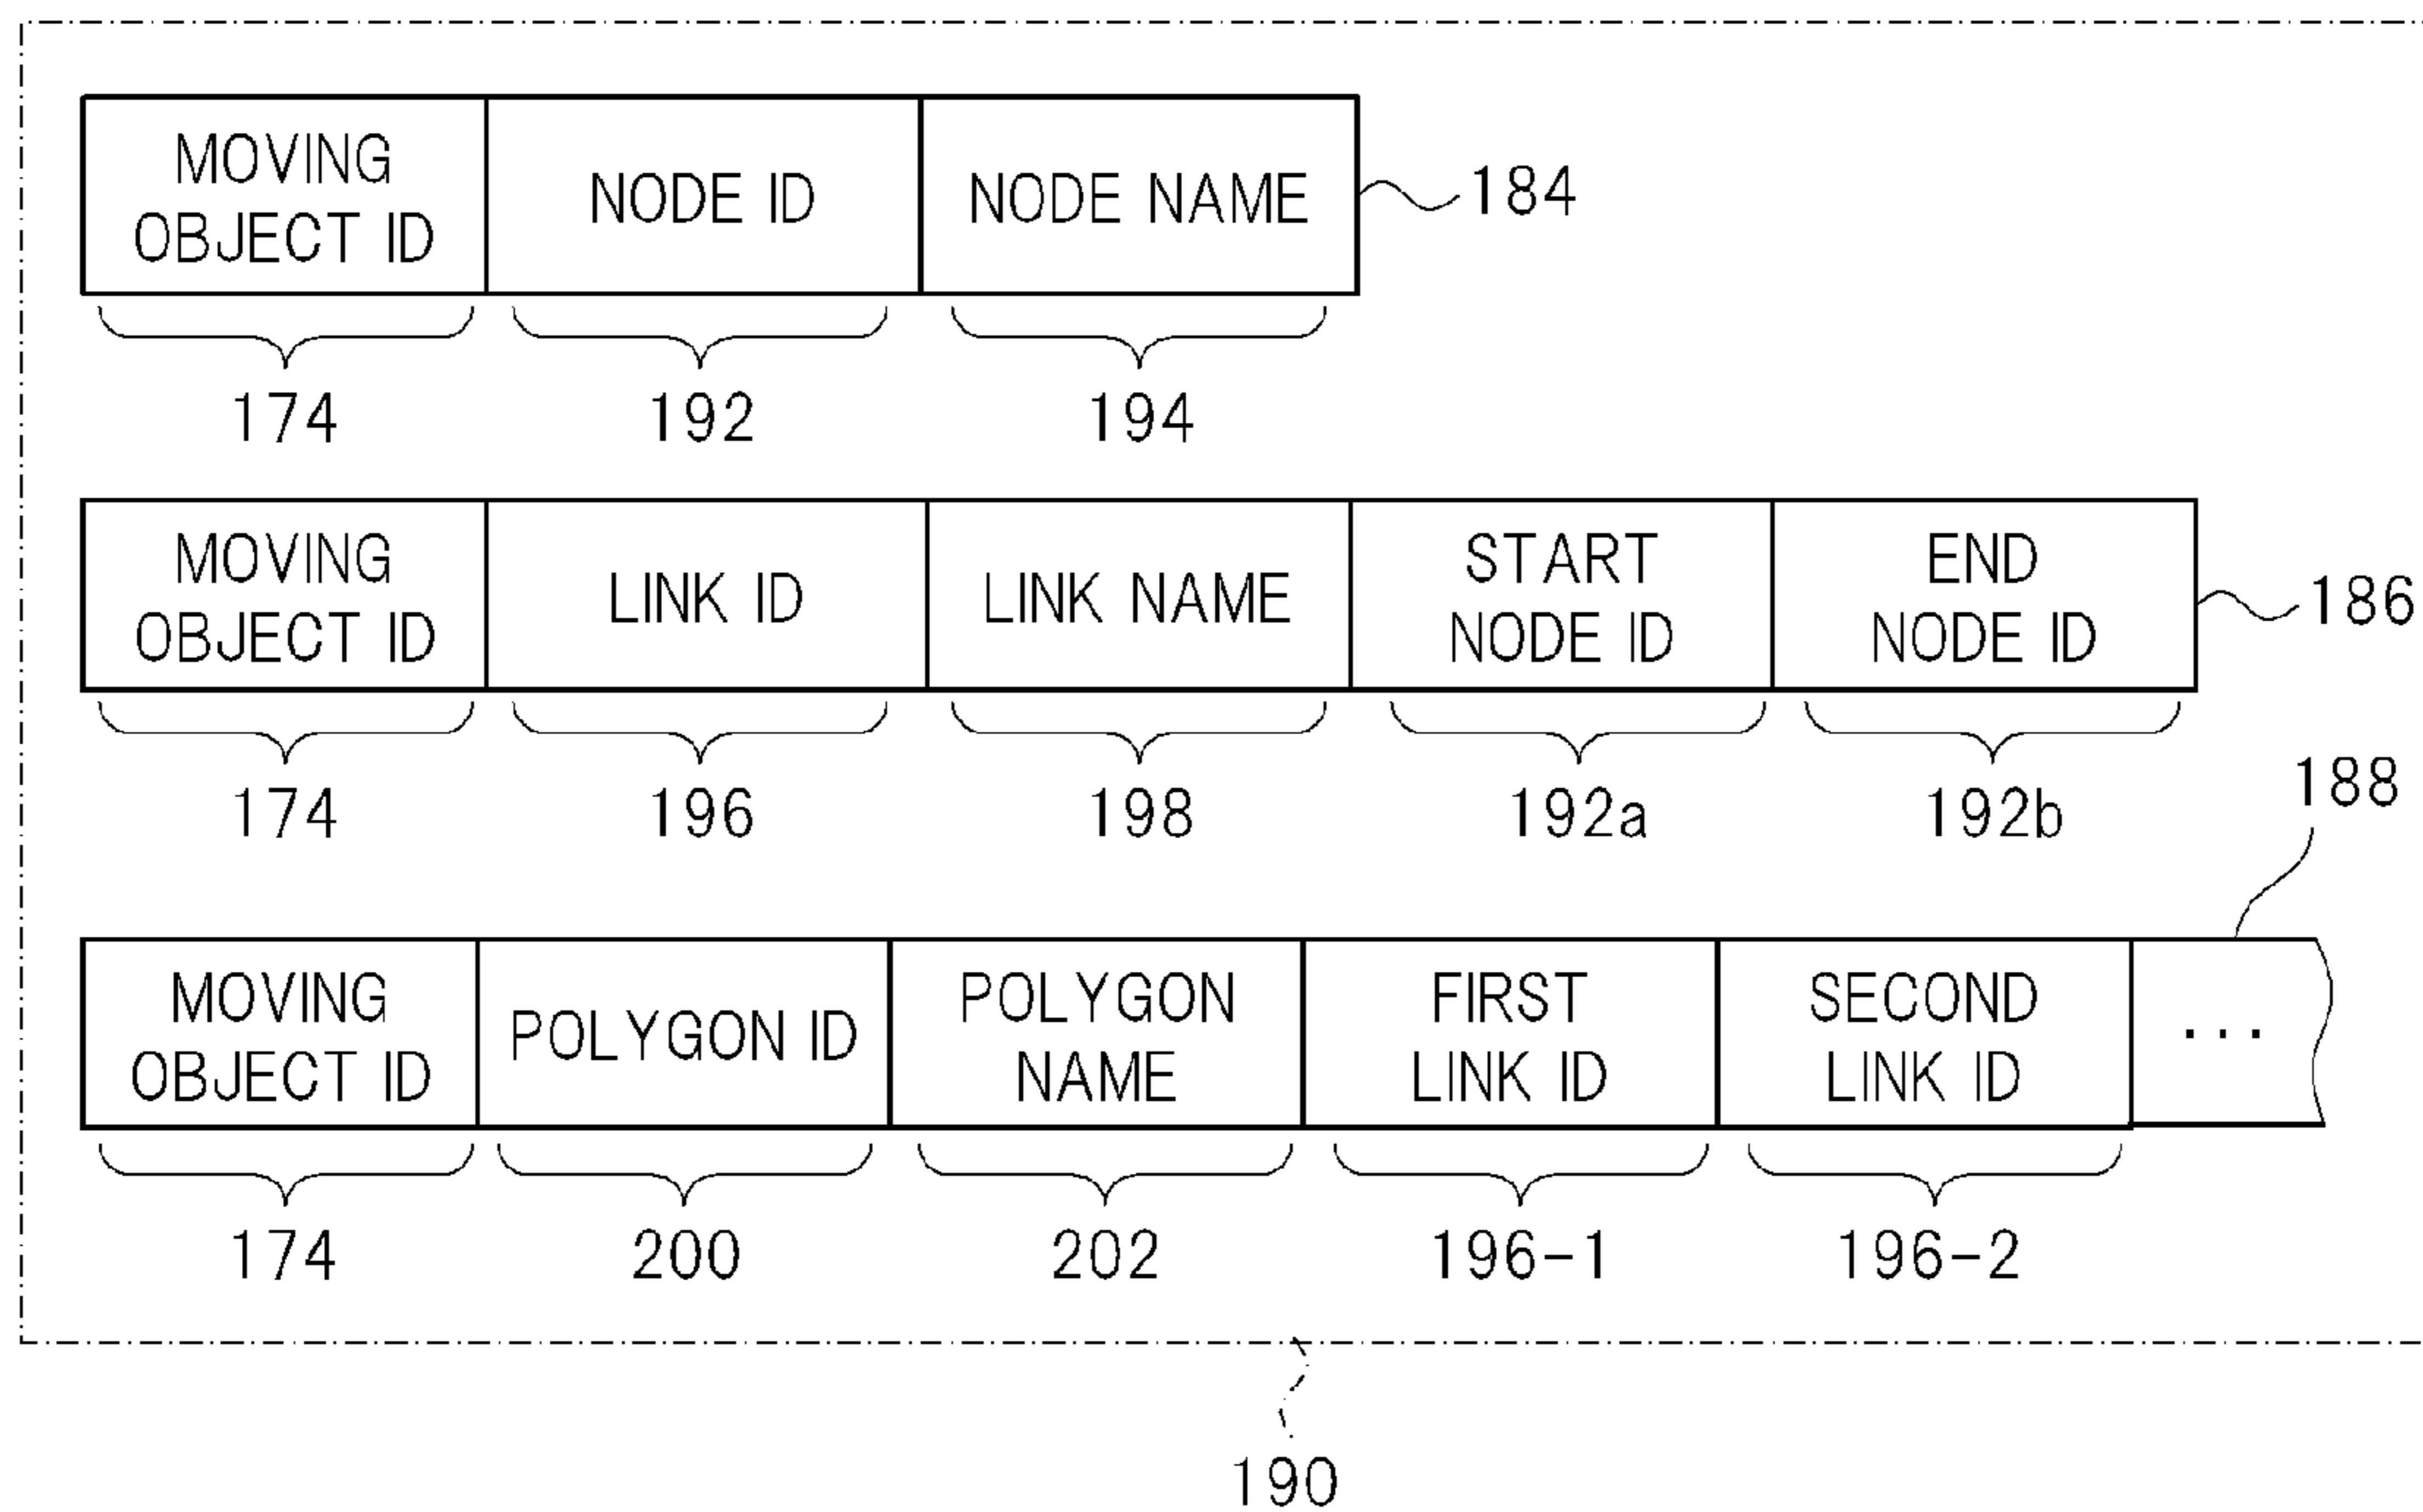 MOVING
OBJECT ID
NODE ID
NODE NAME
184
174
192
194
MOVING
OBJECT ID
LINK ID
LINK NAME
START
NODE ID
END
NODE ID
186
174
196
198
192a
192b
188
MOVING
OBJECT ID
POLYGON ID
POLYGON
NAME
FIRST
LINK ID
SECOND
LINK ID
...
174
200
202
196-1
196-2
190